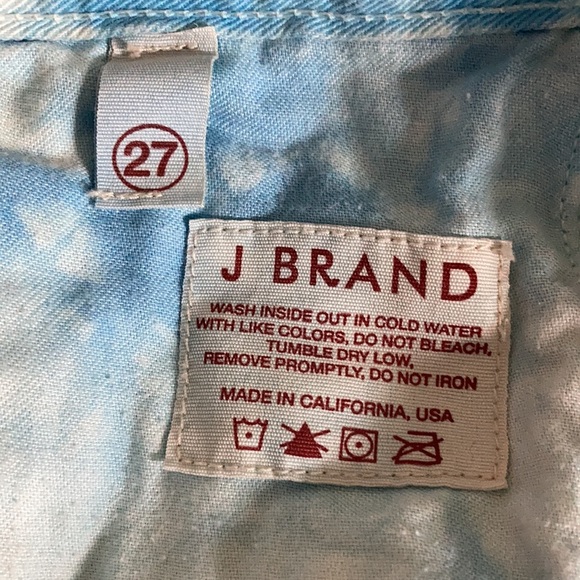 27
J BRAND
WASH INSIDE OUT IN COLD WATER
WITH LIKE COLORS, DO NOT BLEACH,
TUMBLE DRY LOW,
REMOVE PROMPTLY, DO NOT IRON
MADE IN CALIFORNIA, USA